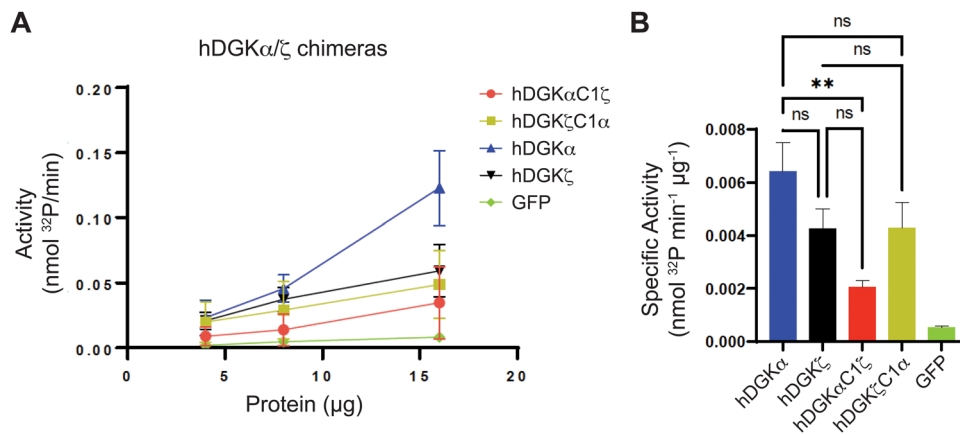 A
hDGKα/ζ chimeras
0.20
0.15
0.10
0.05
0.00
0
5
10
15
20
Activity
(nmol ³²P/min)
Protein (µg)
hDGKαC1ζ
hDGKζC1α
hDGKα
hDGKζ
GFP
B
ns
ns
**
ns
ns
0.008
0.006
0.004
0.002
0.000
Specific Activity
(nmol ³²P min⁻¹ µg⁻¹)
hDGKα
hDGKζ
hDGKαC1ζ
hDGKζC1α
GFP